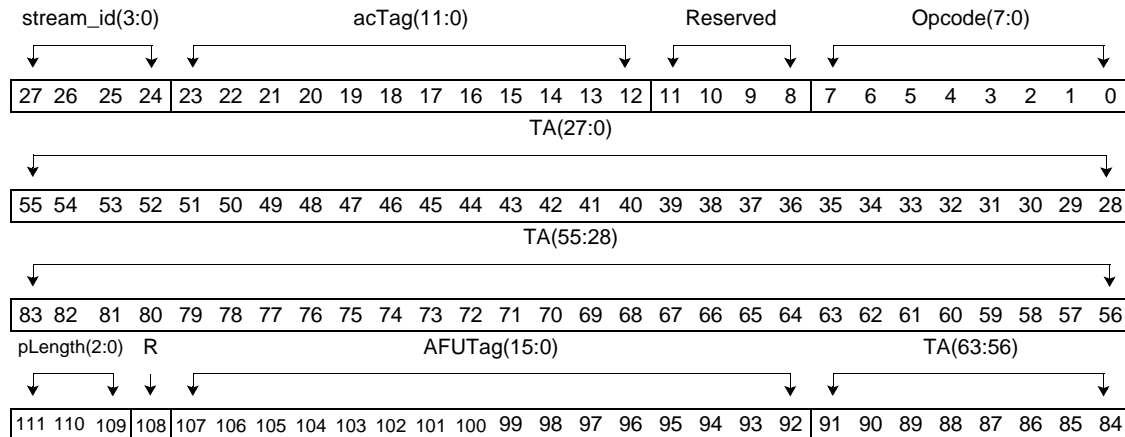 stream_id(3:0) acTag(11:0) Reserved Opcode(7:0)
27 26 25 24 23 22 21 20 19 18 17 16 15 14 13 12 11 10 9 8 7 6 5 4 3 2 1 0
TA(27:0)
55 54 53 52 51 50 49 48 47 46 45 44 43 42 41 40 39 38 37 36 35 34 33 32 31 30 29 28
TA(55:28)
83 82 81 80 79 78 77 76 75 74 73 72 71 70 69 68 67 66 65 64 63 62 61 60 59 58 57 56
pLength(2:0) R AFUTag(15:0) TA(63:56)
111 110 109 108 107 106 105 104 103 102 101 100 99 98 97 96 95 94 93 92 91 90 89 88 87 86 85 84